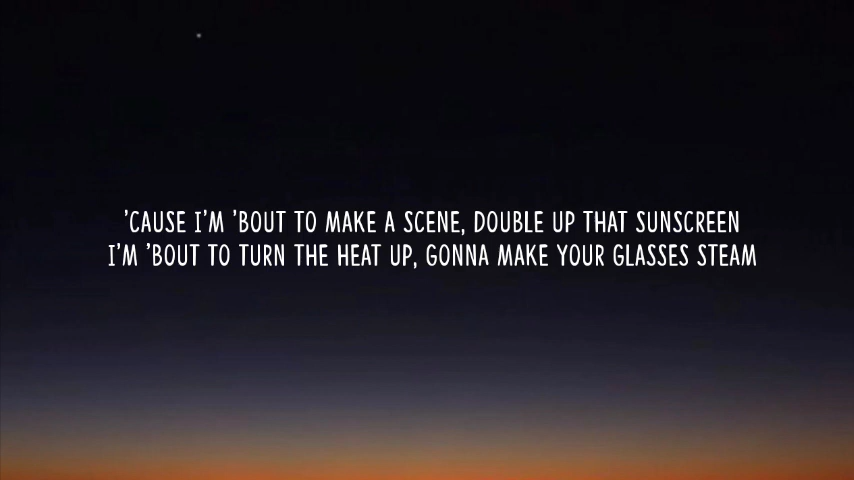 'CAUSE I'M 'BOUT TO MAKE A SCENE, DOUBLE UP THAT SUNSCREEN
I'M 'BOUT TO TURN THE HEAT UP, GONNA MAKE YOUR GLASSES STEAM